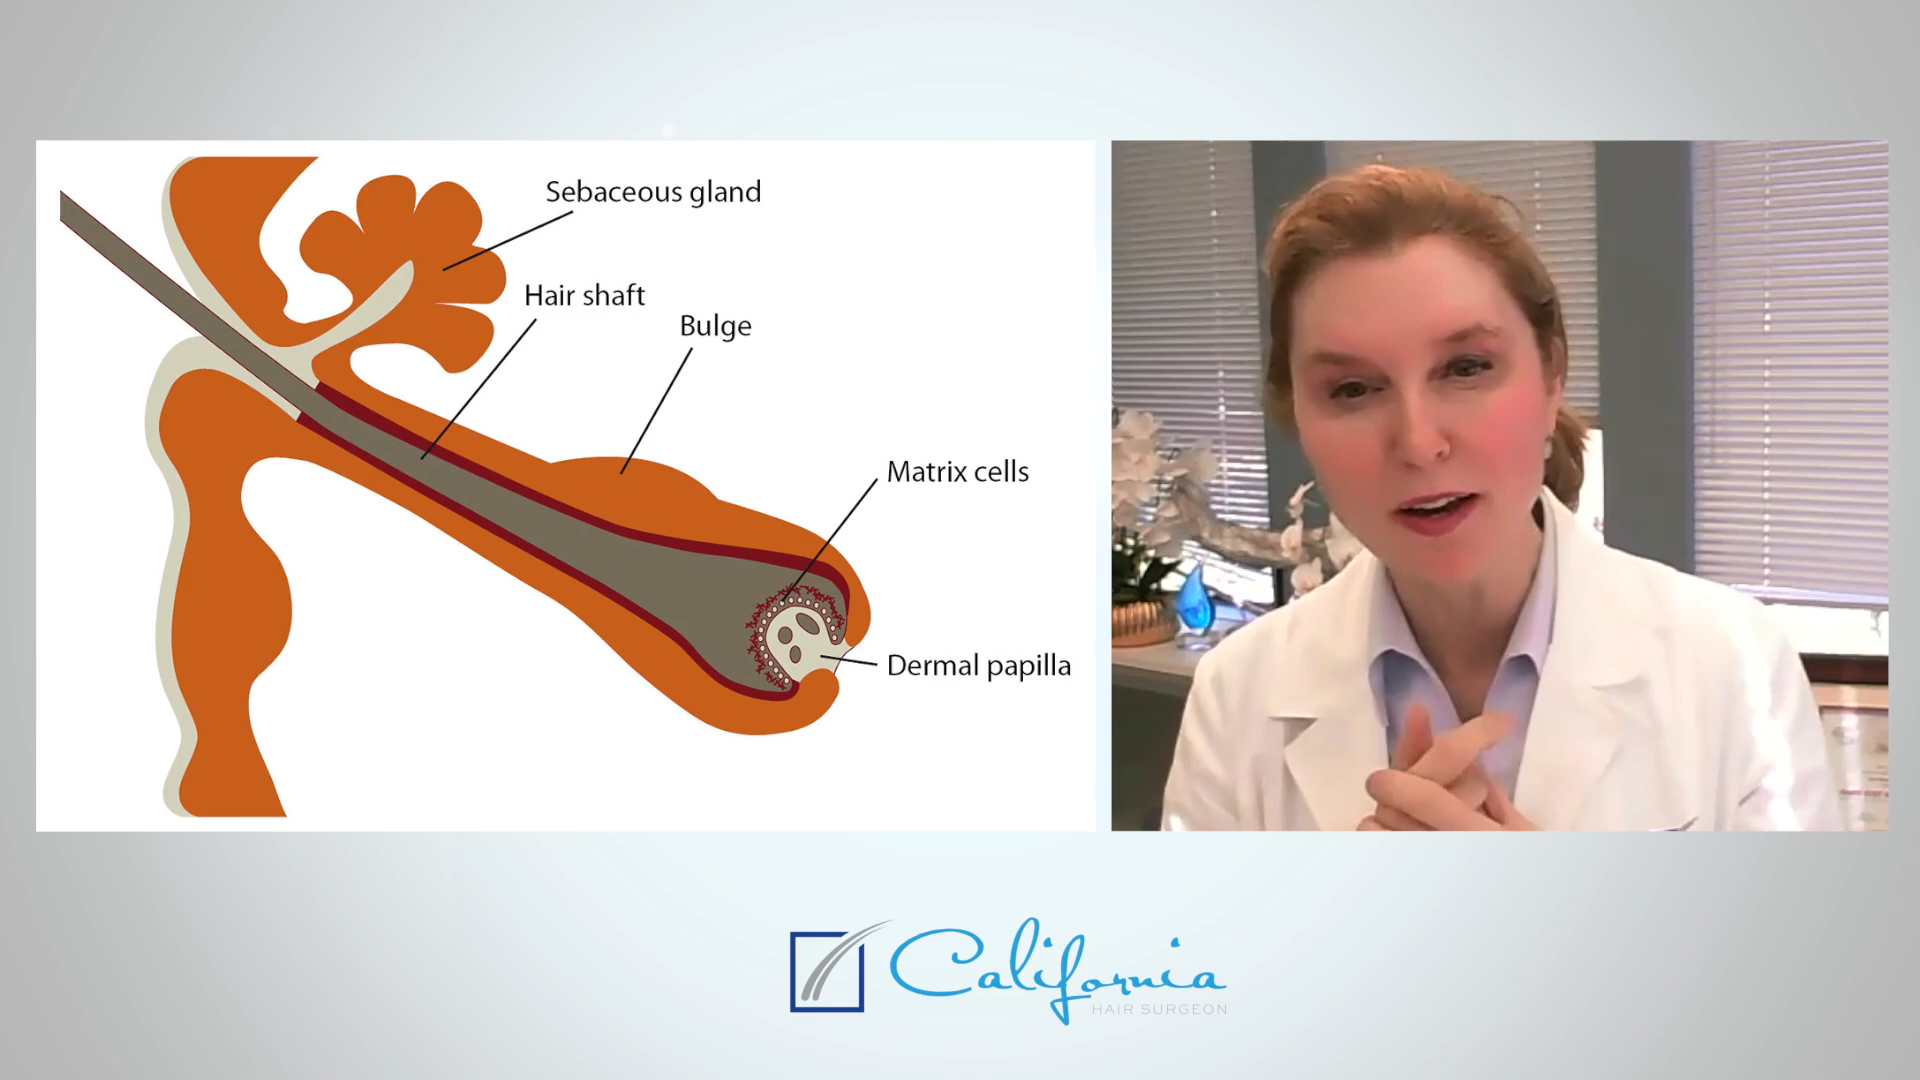 Sebaceous gland
Hair shaft
Bulge
Matrix cells
Dermal papilla
California
HAIR SURGEON